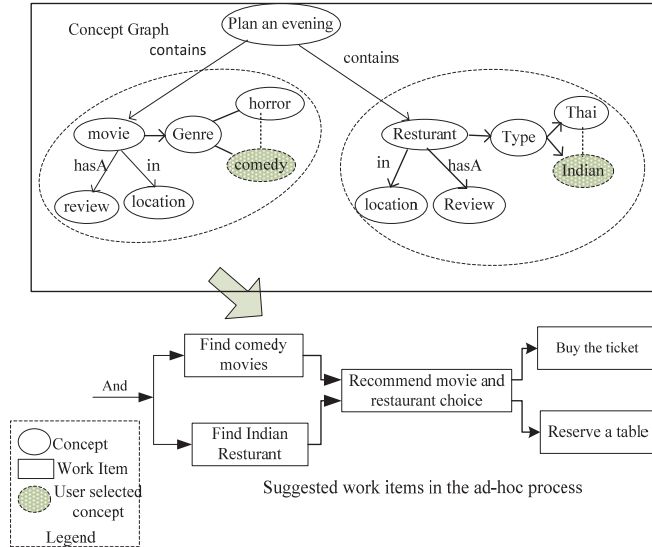 Concept Graph
Plan an evening
contains
contains
movie
Genre
horror
comedy
hasA
in
review
location
Resturant
Type
Thai
Indian
in
hasA
location
Review
And
Find comedy
movies
Find Indian
Resturant
Recommend movie and
restaurant choice
Buy the ticket
Reserve a table
Concept
Work Item
User selected
concept
Legend
Suggested work items in the ad-hoc process